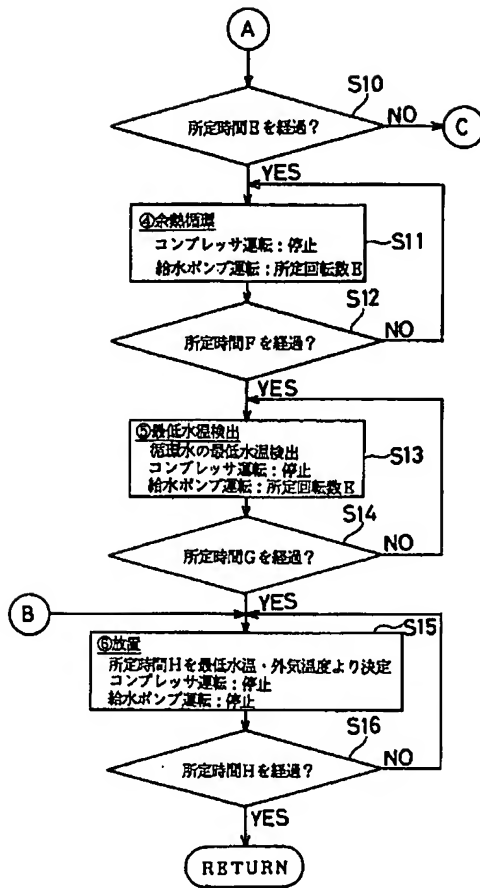 A
S10
所定時間Eを経過?
NO
C
YES
④余熱循環
コンプレッサ運転:停止
給水ポンプ運転:所定回転数E
S11
S12
所定時間Fを経過?
NO
YES
⑤最低水温検出
循環水の最低水温検出
コンプレッサ運転:停止
給水ポンプ運転:所定回転数E
S13
S14
所定時間Gを経過?
NO
YES
B
S15
⑥放置
所定時間Hを最低水温・外気温度より決定
コンプレッサ運転:停止
給水ポンプ運転:停止
S16
所定時間Hを経過?
NO
YES
RETURN